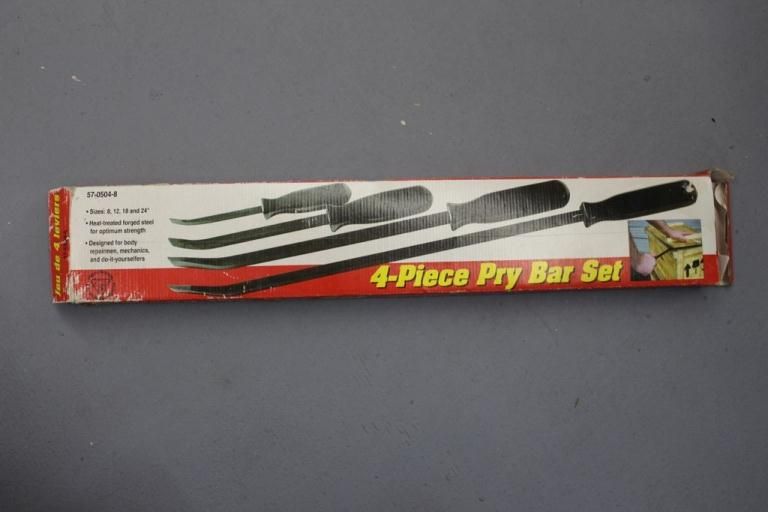 57-0504-8
• Sizes: 8, 12, 18 and 24"
• Heat-treated forged steel
for optimum strength
• Designed for body
repairmen, mechanics,
and do-it-yourselfers
4-Piece Pry Bar Set
Jeu de 4 leviers